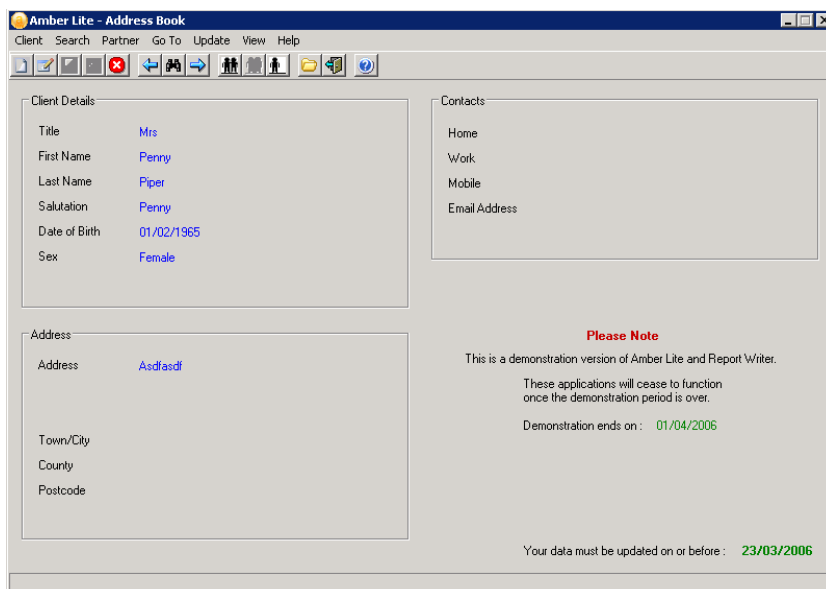 Amber Lite - Address Book
Client Search Partner Go To Update View Help
Client Details
Title Mrs
First Name Penny
Last Name Piper
Salutation Penny
Date of Birth 01/02/1965
Sex Female
Contacts
Home
Work
Mobile
Email Address
Address
Address Asdfasdf
Town/City
County
Postcode
Please Note
This is a demonstration version of Amber Lite and Report Writer.
These applications will cease to function
once the demonstration period is over.
Demonstration ends on : 01/04/2006
Your data must be updated on or before : 23/03/2006